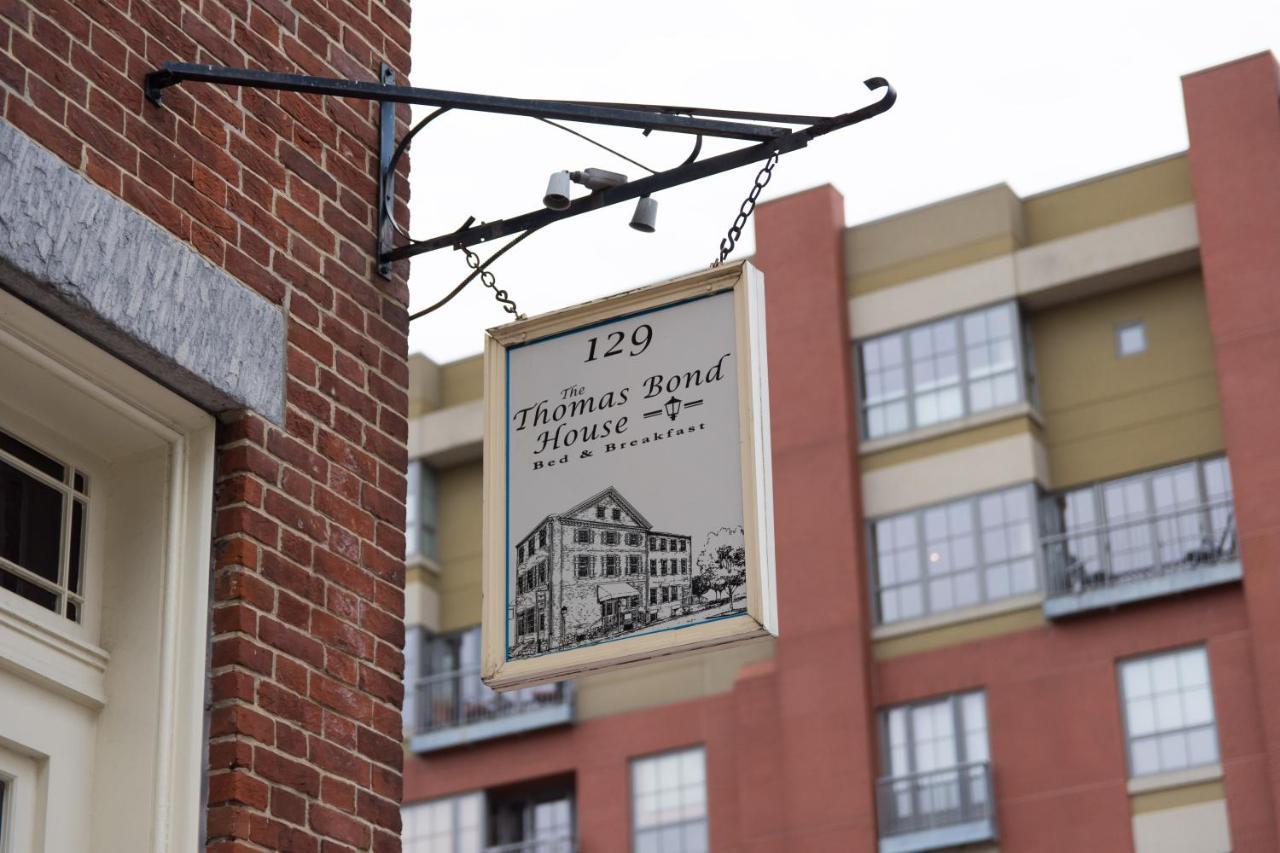 129
The
Thomas Bond
House
Bed & Breakfast